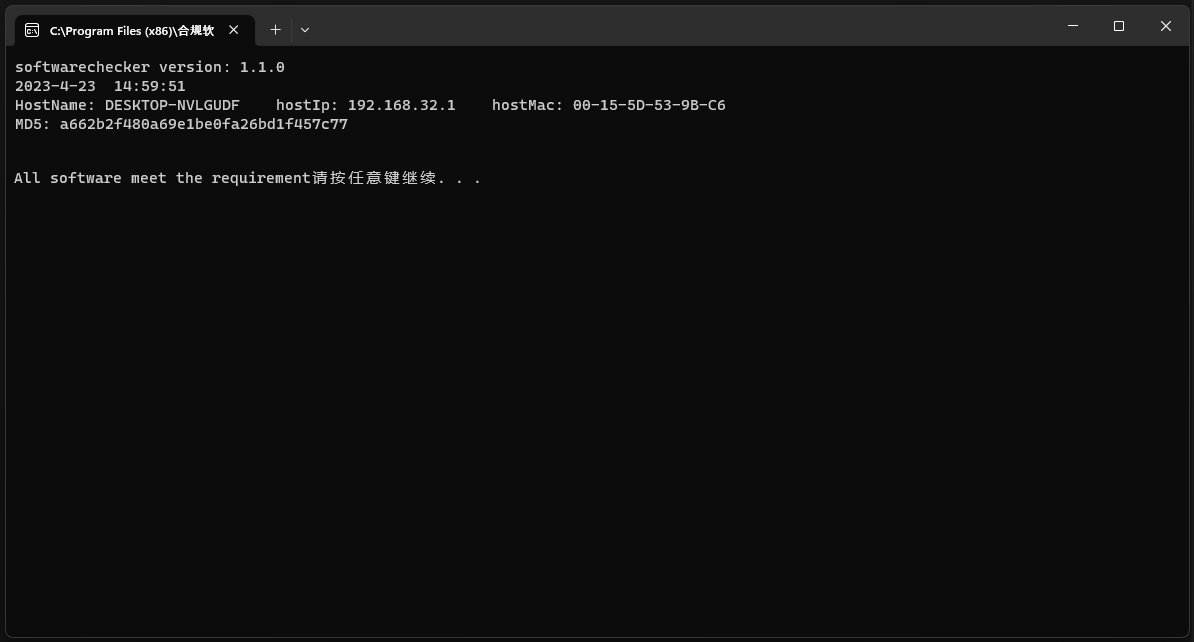 C:\Program Files (x86)\合规软
softwarechecker version: 1.1.0
2023-4-23  14:59:51
HostName: DESKTOP-NVLGUDF    hostIp: 192.168.32.1    hostMac: 00-15-5D-53-9B-C6
MD5: a662b2f480a69e1be0fa26bd1f457c77
All software meet the requirement请按任意键继续. . .